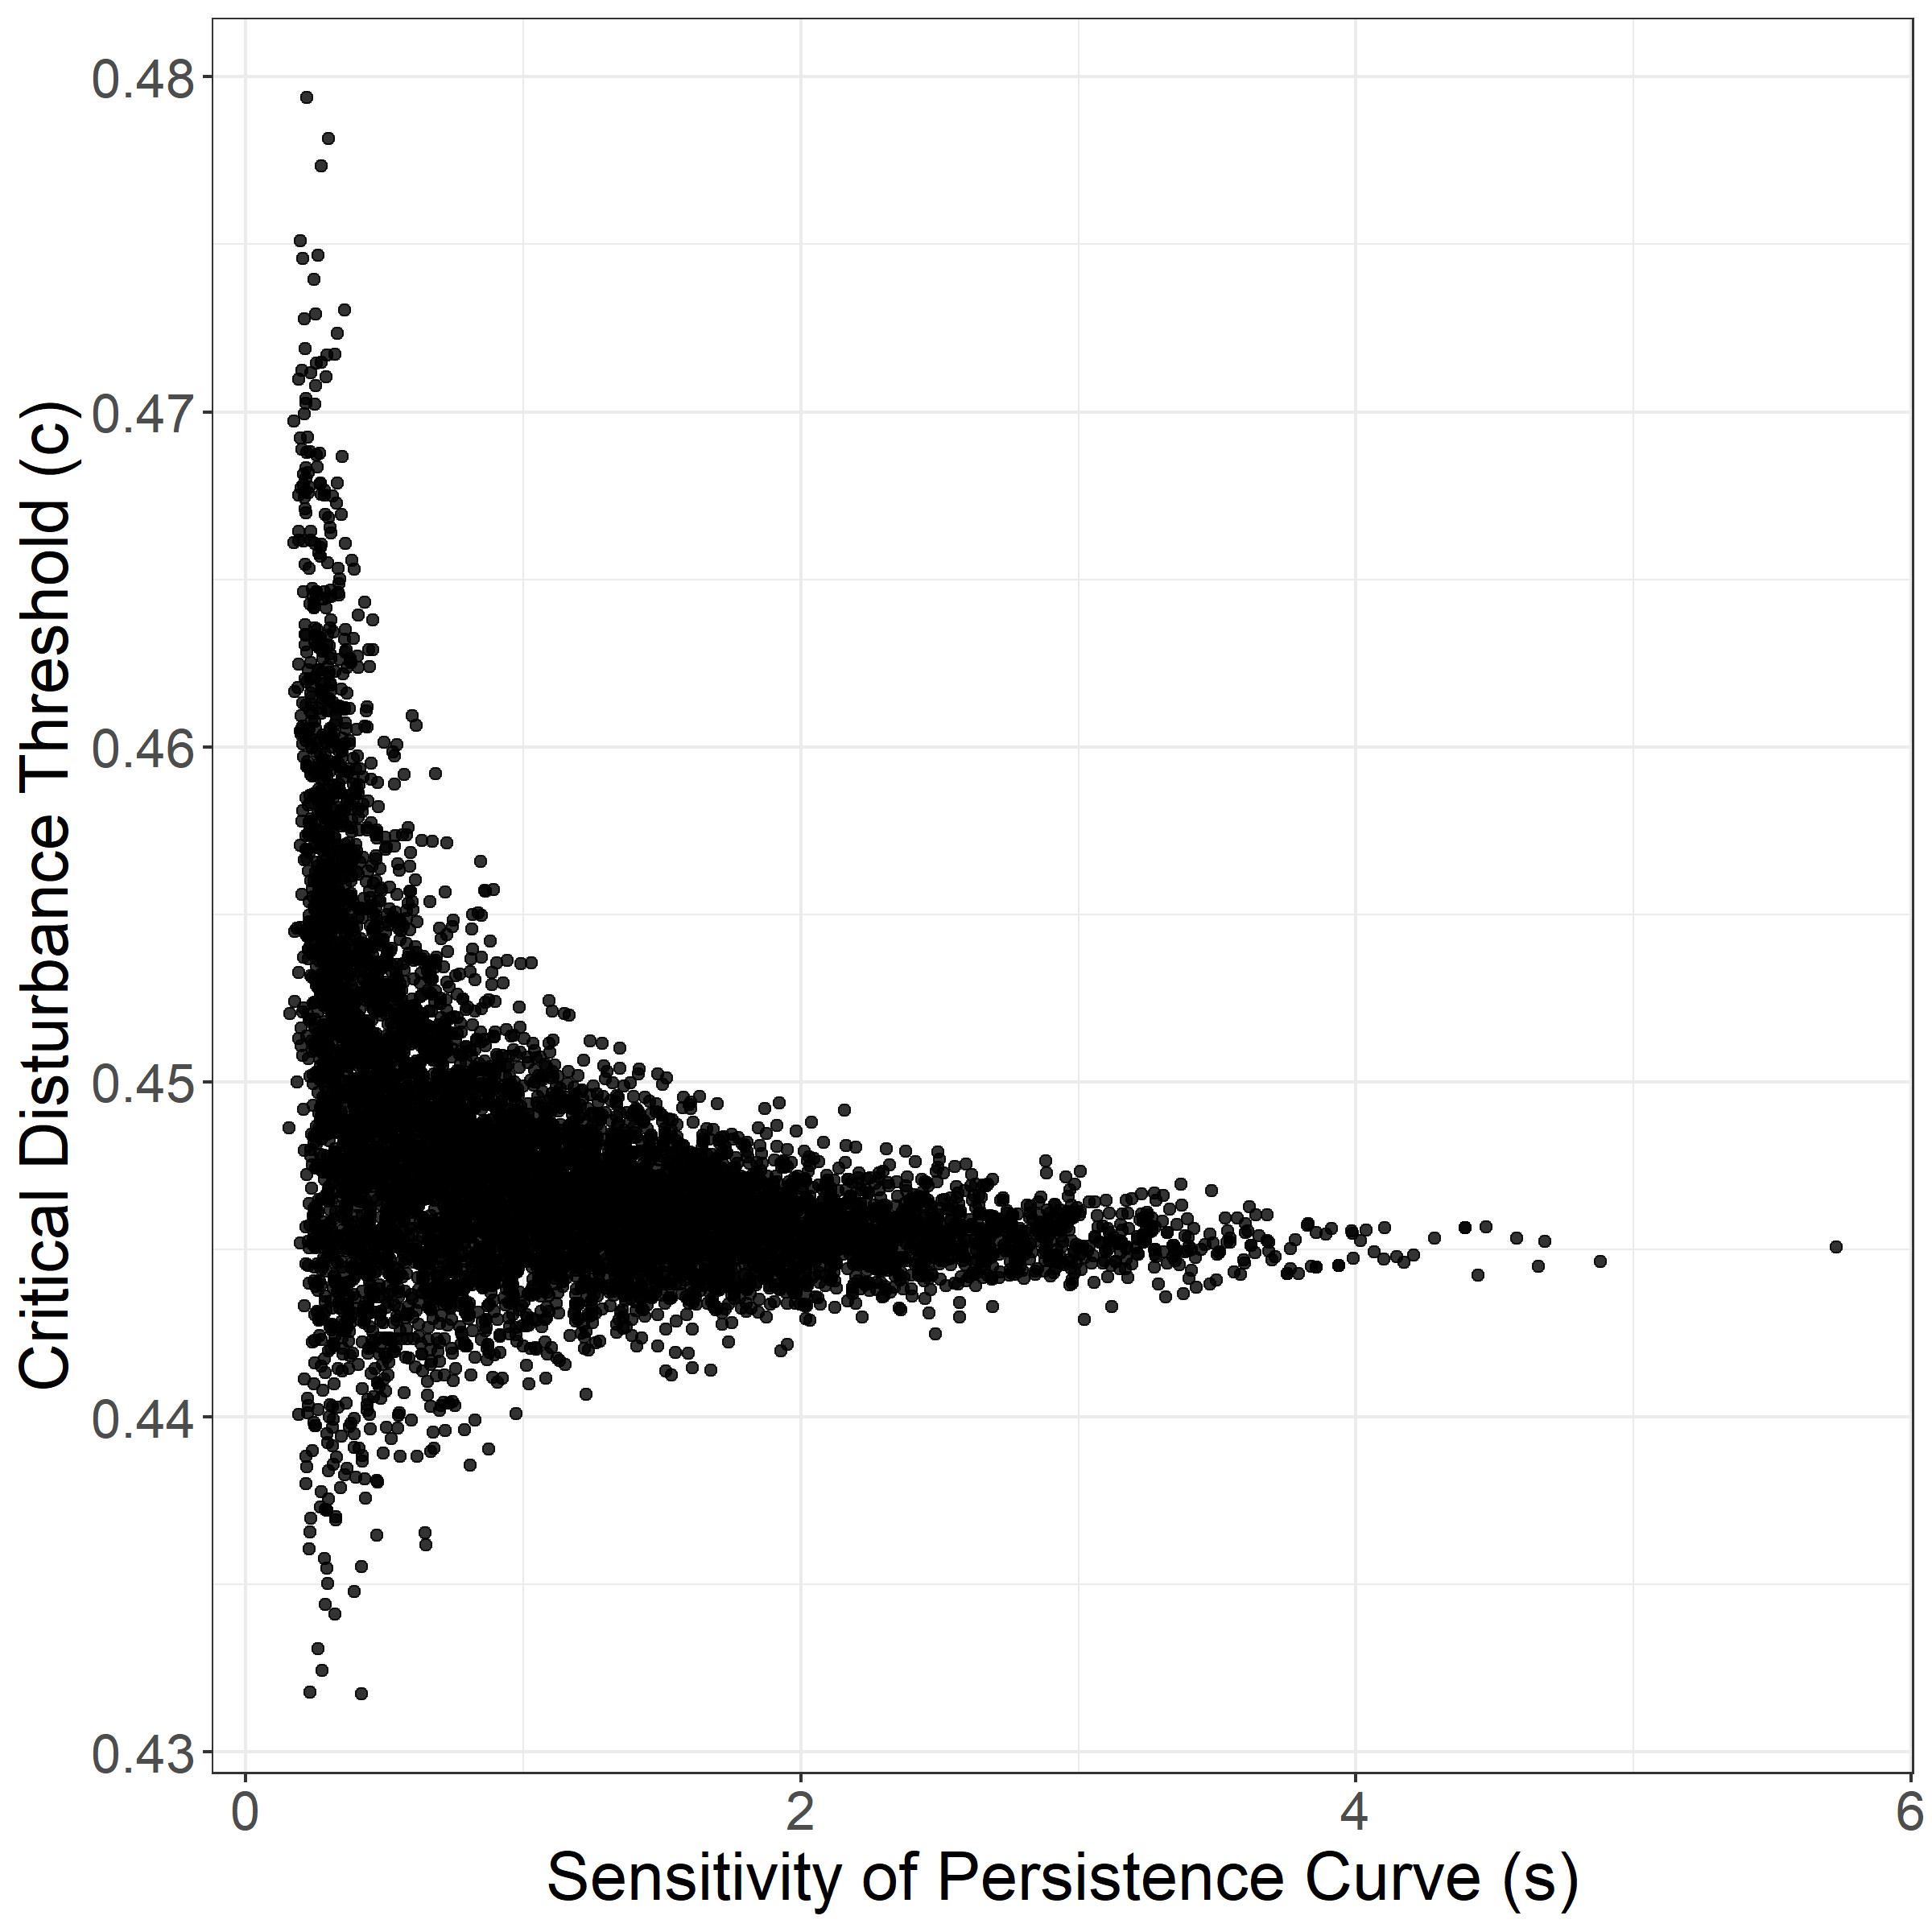 Critical Disturbance Threshold (c)
0.48
0.47
0.46
0.45
0.44
0.43
0 2 4 6
Sensitivity of Persistence Curve (s)